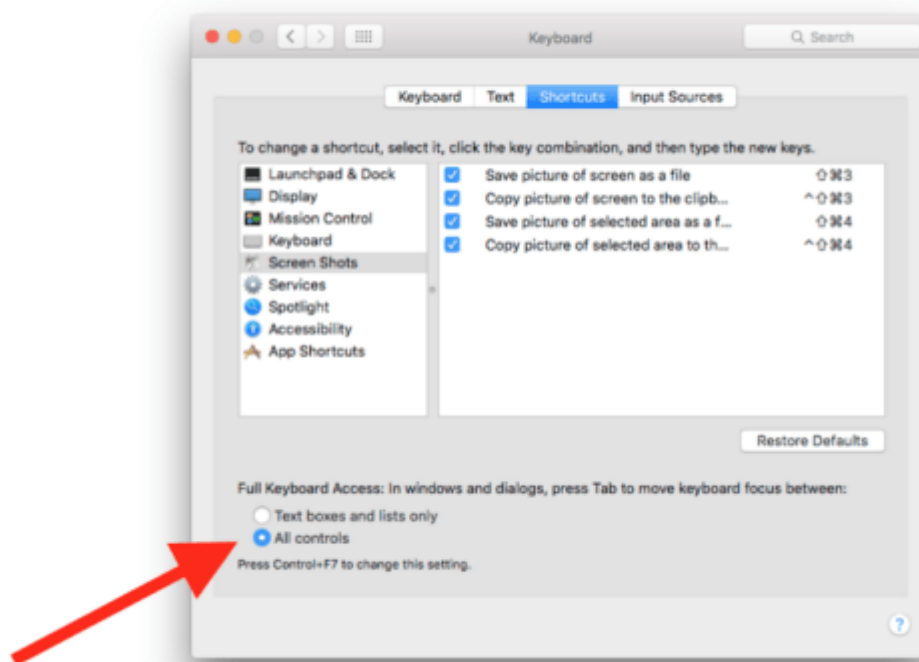 Keyboard
Search
Keyboard Text Shortcuts Input Sources
To change a shortcut, select it, click the key combination, and then type the new keys.
Launchpad & Dock
Display
Mission Control
Keyboard
Screen Shots
Services
Spotlight
Accessibility
App Shortcuts
Save picture of screen as a file ⇧⌘3
Copy picture of screen to the clipb... ^⇧⌘3
Save picture of selected area as a f... ⇧⌘4
Copy picture of selected area to th... ^⇧⌘4
Restore Defaults
Full Keyboard Access: In windows and dialogs, press Tab to move keyboard focus between:
Text boxes and lists only
All controls
Press Control+F7 to change this setting.
?